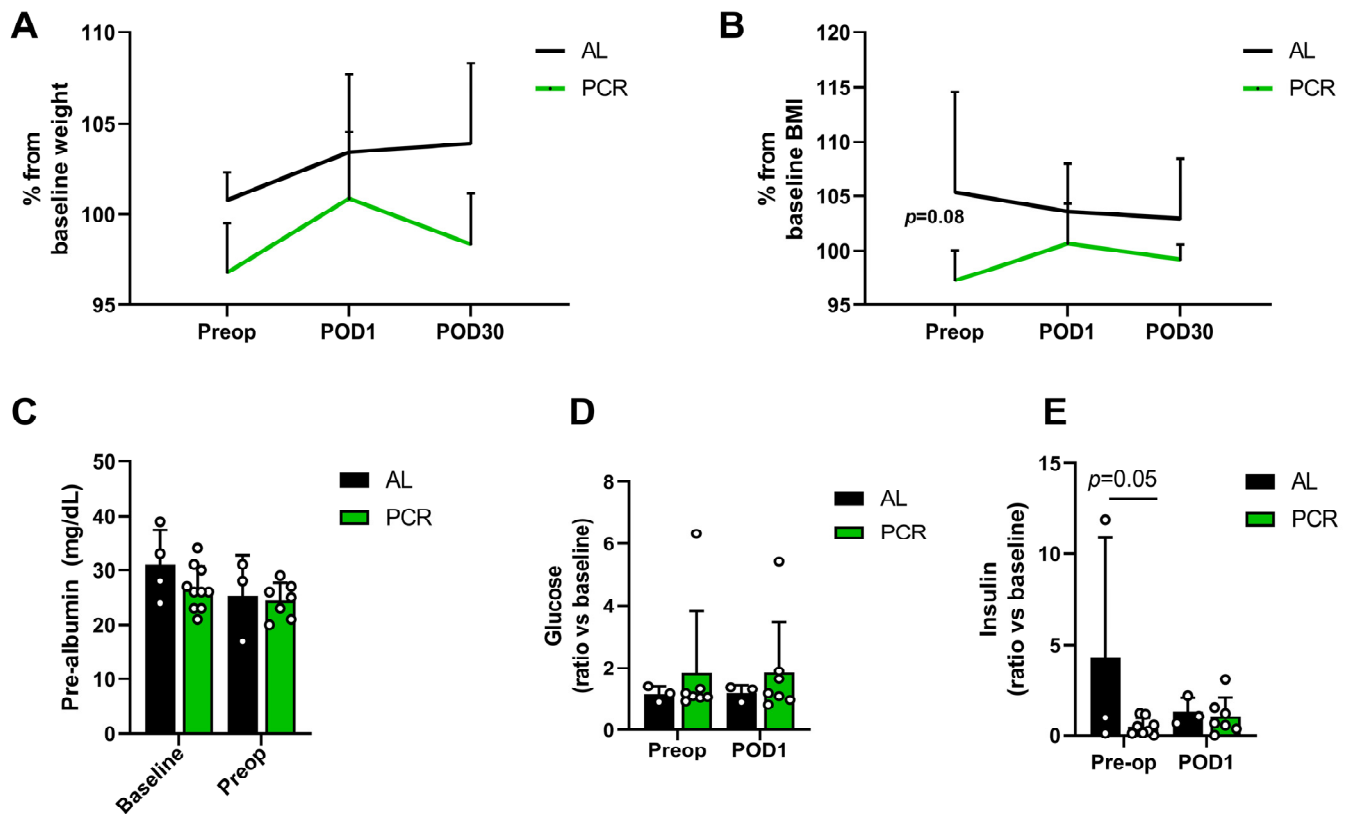 A
% from
baseline weight
110
105
100
95
Preop
POD1
POD30
AL
PCR
B
% from
baseline BMI
120
115
110
105
100
95
p=0.08
Preop
POD1
POD30
AL
PCR
C
Pre-albumin (mg/dL)
50
40
30
20
10
0
Baseline
Preop
AL
PCR
D
Glucose
(ratio vs baseline)
8
6
4
2
0
Preop
POD1
AL
PCR
E
Insulin
(ratio vs baseline)
15
10
5
0
p=0.05
Pre-op
POD1
AL
PCR